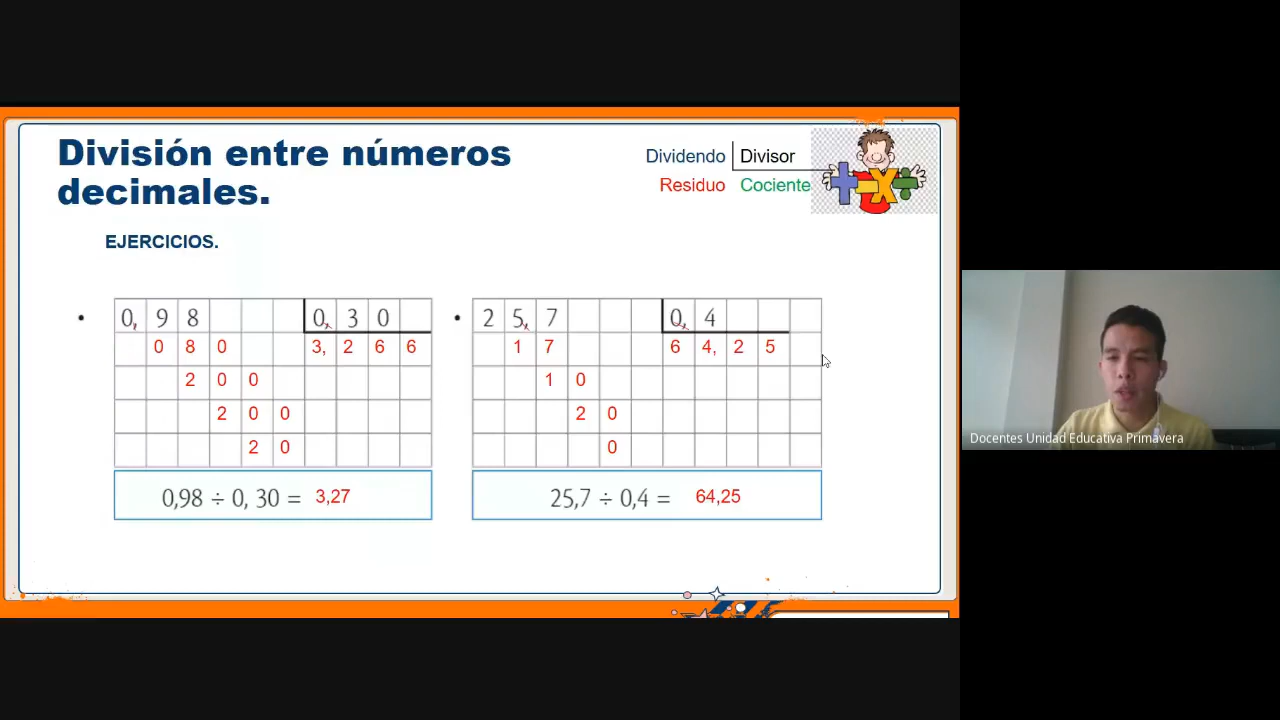 División entre números
decimales.
Dividendo Divisor
Residuo Cociente
EJERCICIOS.
• 0, 9 8 0, 3 0
0 8 0 3, 2 6 6
2 0 0
2 0 0
2 0
0,98 ÷ 0, 30 = 3,27
• 2 5, 7 0, 4
1 7 6 4, 2 5
1 0
2 0
0
25,7 ÷ 0,4 = 64,25
Docentes Unidad Educativa Primavera